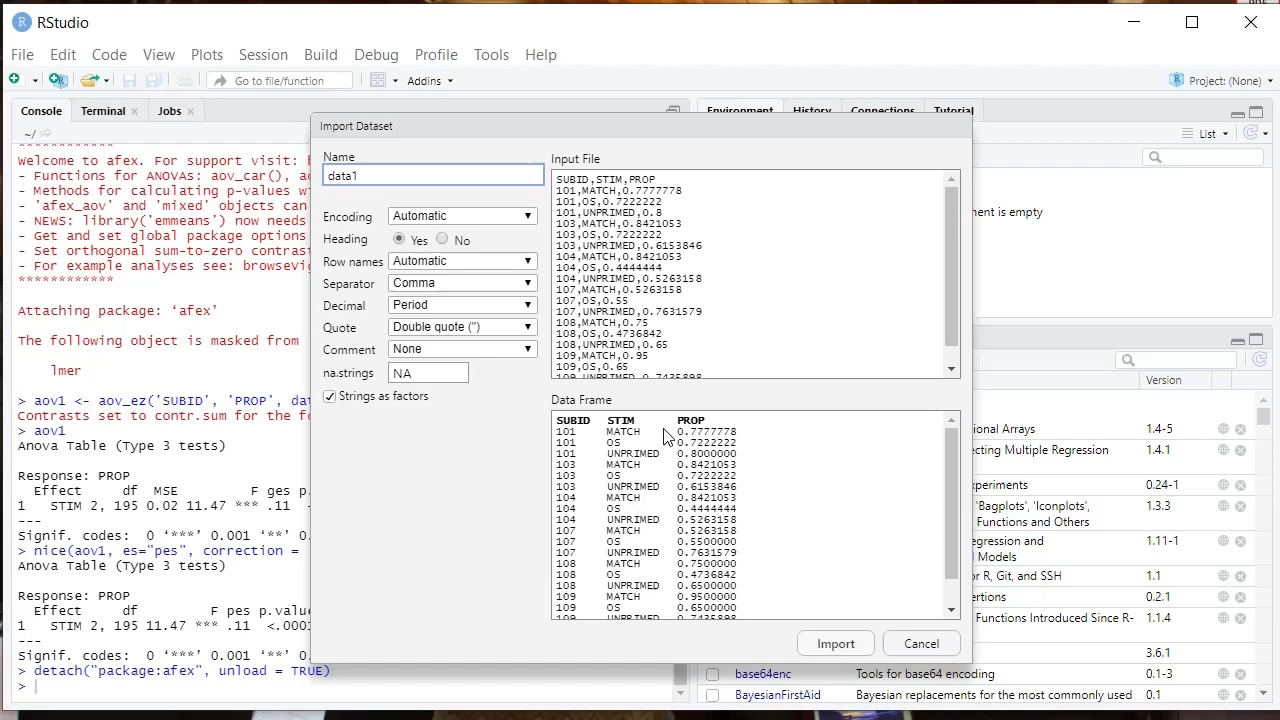 RStudio
File Edit Code View Plots Session Build Debug Profile Tools Help
Go to file/function Addins Project: (None)
Console Terminal Jobs
~/
************
Welcome to afex. For support visit:
- Functions for ANOVAs: aov_car(),
- Methods for calculating p-values
- 'afex_aov' and 'mixed' objects
- NEWS: library('emmeans') now needs
- Get and set global package options
- Set orthogonal sum-to-zero
- For example analyses see:
************
Attaching package: ‘afex’
The following object is masked from
lmer
> aov1 <- aov_ez('SUBID', 'PROP',
Contrasts set to contr.sum for the
> aov1
Anova Table (Type 3 tests)
Response: PROP
Effect df MSE F ges p.
1 STIM 2, 195 0.02 11.47 *** .11
---
Signif. codes: 0 ‘***’ 0.001 ‘**’
> nice(aov1, es="pes", correction =
Anova Table (Type 3 tests)
Response: PROP
Effect df MSE F pes p.value
1 STIM 2, 195 11.47 *** .11 <.0001
---
Signif. codes: 0 ‘***’ 0.001 ‘**’
> detach("package:afex", unload = TRUE)
>
Import Dataset
Name
data1
Encoding Automatic
Heading Yes No
Row names Automatic
Separator Comma
Decimal Period
Quote Double quote (")
Comment None
na.strings NA
Strings as factors
Input File
SUBID,STIM,PROP
101,MATCH,0.7777778
101,OS,0.7222222
101,UNPRIMED,0.8
103,MATCH,0.8421053
103,OS,0.7222222
103,UNPRIMED,0.6153846
104,MATCH,0.8421053
104,OS,0.4444444
104,UNPRIMED,0.5263158
107,MATCH,0.5263158
107,OS,0.55
107,UNPRIMED,0.7631579
108,MATCH,0.75
108,OS,0.4736842
108,UNPRIMED,0.65
109,MATCH,0.95
109,OS,0.65
109,UNPRIMED,0.7435898
Data Frame
SUBID STIM PROP
101 MATCH 0.7777778
101 OS 0.7222222
101 UNPRIMED 0.8000000
103 MATCH 0.8421053
103 OS 0.7222222
103 UNPRIMED 0.6153846
104 MATCH 0.8421053
104 OS 0.4444444
104 UNPRIMED 0.5263158
107 MATCH 0.5263158
107 OS 0.5500000
107 UNPRIMED 0.7631579
108 MATCH 0.7500000
108 OS 0.4736842
108 UNPRIMED 0.6500000
109 MATCH 0.9500000
109 OS 0.6500000
109 UNPRIMED 0.7435898
Import Cancel
Environment History Connections Tutorial
List
is empty
Version
Arrays 1.4-5
Multiple Regression 1.4.1
0.24-1
'Bagplots', 'Iconplots', 1.3.3
Functions and Others
and 1.11-1
Models
R, Git, and SSH 1.1
0.2.1
Functions Introduced Since R-
3.6.1
base64enc Tools for base64 encoding 0.1-3
BayesianFirstAid Bayesian replacements for the most commonly used 0.1